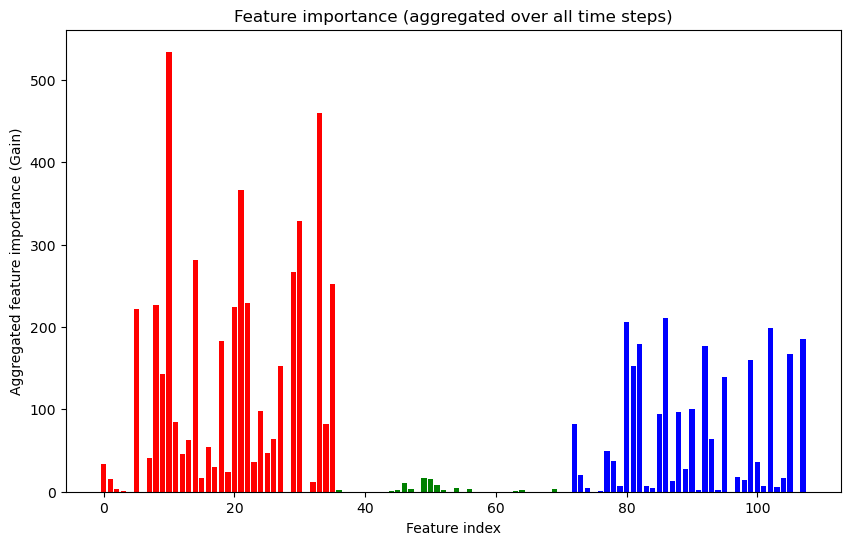 Feature importance (aggregated over all time steps)
Aggregated feature importance (Gain)
500
400
300
200
100
0
0 20 40 60 80 100
Feature index